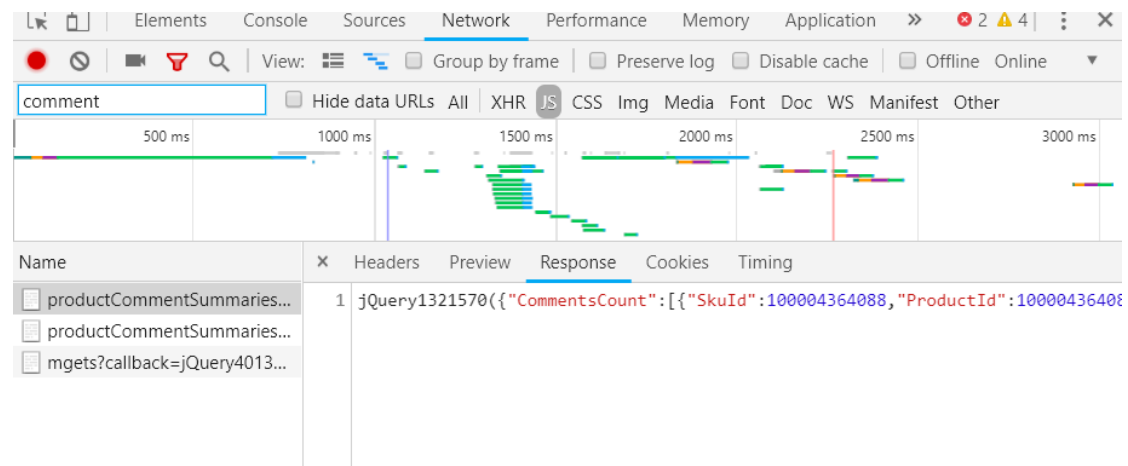 Elements Console Sources Network Performance Memory Application » 2 4
View: Group by frame Preserve log Disable cache Offline Online
comment Hide data URLs All XHR JS CSS Img Media Font Doc WS Manifest Other
500 ms 1000 ms 1500 ms 2000 ms 2500 ms 3000 ms
Name × Headers Preview Response Cookies Timing
productCommentSummaries... 1 jQuery1321570({"CommentsCount":[{"SkuId":100004364088,"ProductId":10000436408
productCommentSummaries...
mgets?callback=jQuery4013...